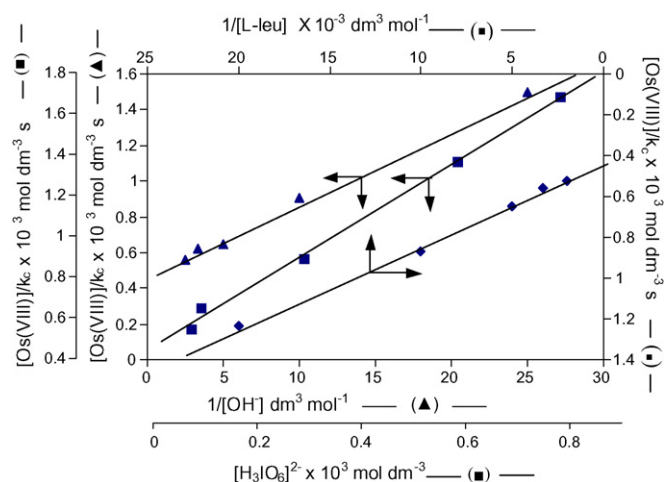 1/[L-leu] X 10⁻³ dm³ mol⁻¹ — (▪) —
25 20 15 10 5 0
[Os(VIII)]/k_c x 10³ mol dm⁻³ s — (■) —
1.8
1.6
1.4
1.2
1
0.8
0.6
0.4
[Os(VIII)]/k_c x 10³ mol dm⁻³ s — (▲) —
1.6
1.4
1.2
1
0.8
0.6
0.4
0.2
0
0
0.2
0.4
0.6
0.8
1
1.2
1.4
[Os(VIII)]/k_c x 10³ mol dm⁻³ s — (▪) —
0 5 10 15 20 25 30
1/[OH⁻] dm³ mol⁻¹ — (▲) —
0 0.2 0.4 0.6 0.8
[H₃IO₆]²⁻ x 10³ mol dm⁻³ — (■) —